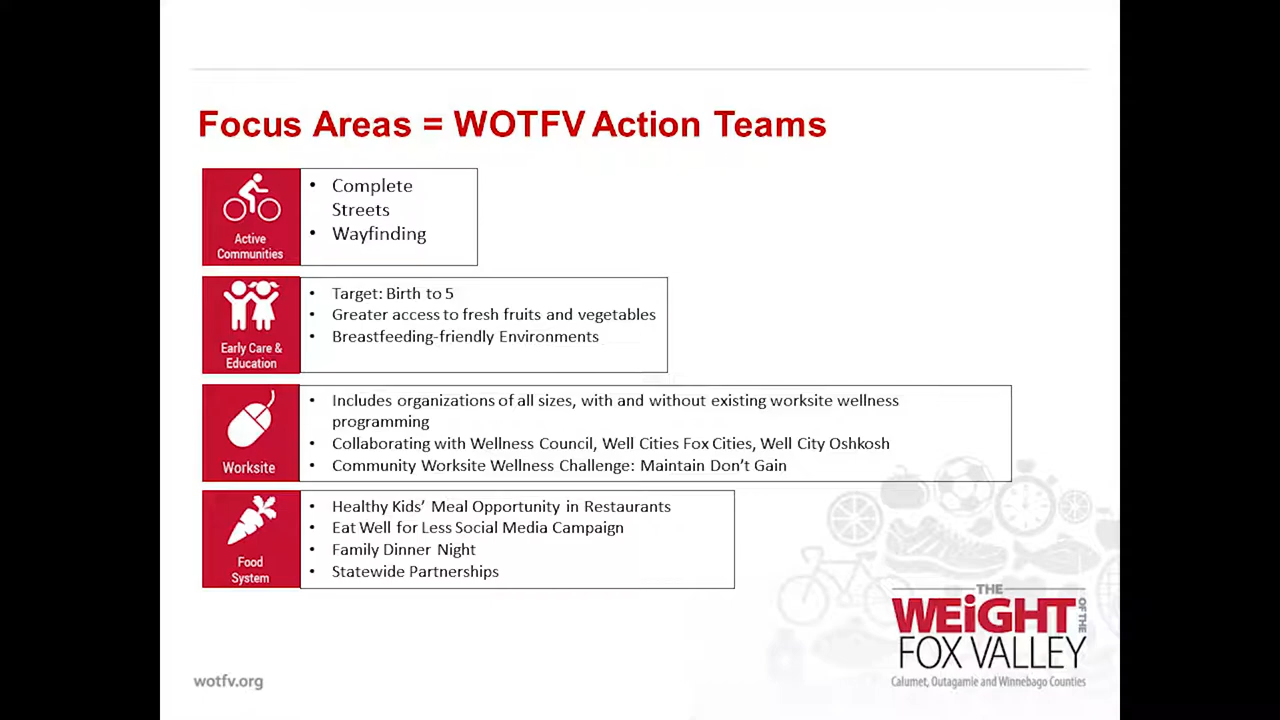 Focus Areas = WOTFV Action Teams
Active
Communities
• Complete
Streets
• Wayfinding
Early Care &
Education
• Target: Birth to 5
• Greater access to fresh fruits and vegetables
• Breastfeeding-friendly Environments
Worksite
• Includes organizations of all sizes, with and without existing worksite wellness
programming
• Collaborating with Wellness Council, Well Cities Fox Cities, Well City Oshkosh
• Community Worksite Wellness Challenge: Maintain Don't Gain
Food
System
• Healthy Kids' Meal Opportunity in Restaurants
• Eat Well for Less Social Media Campaign
• Family Dinner Night
• Statewide Partnerships
THE
WEiGHT
OF THE
FOX VALLEY
Calumet, Outagamie and Winnebago Counties
wotfv.org